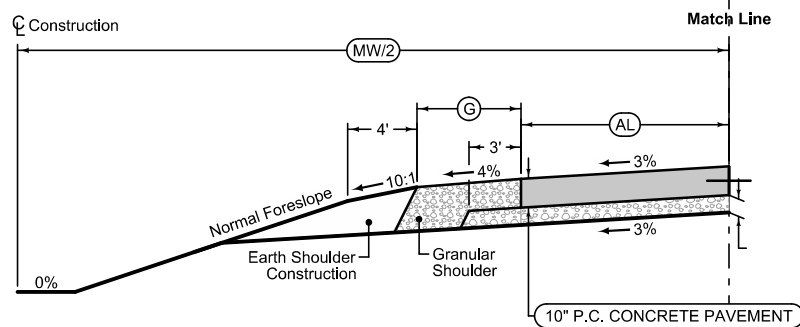 ℄ Construction
Match Line
MW/2
G
AL
4'
3'
10:1
4%
3%
Normal Foreslope
0%
Earth Shoulder
Construction
Granular
Shoulder
3%
10" P.C. CONCRETE PAVEMENT